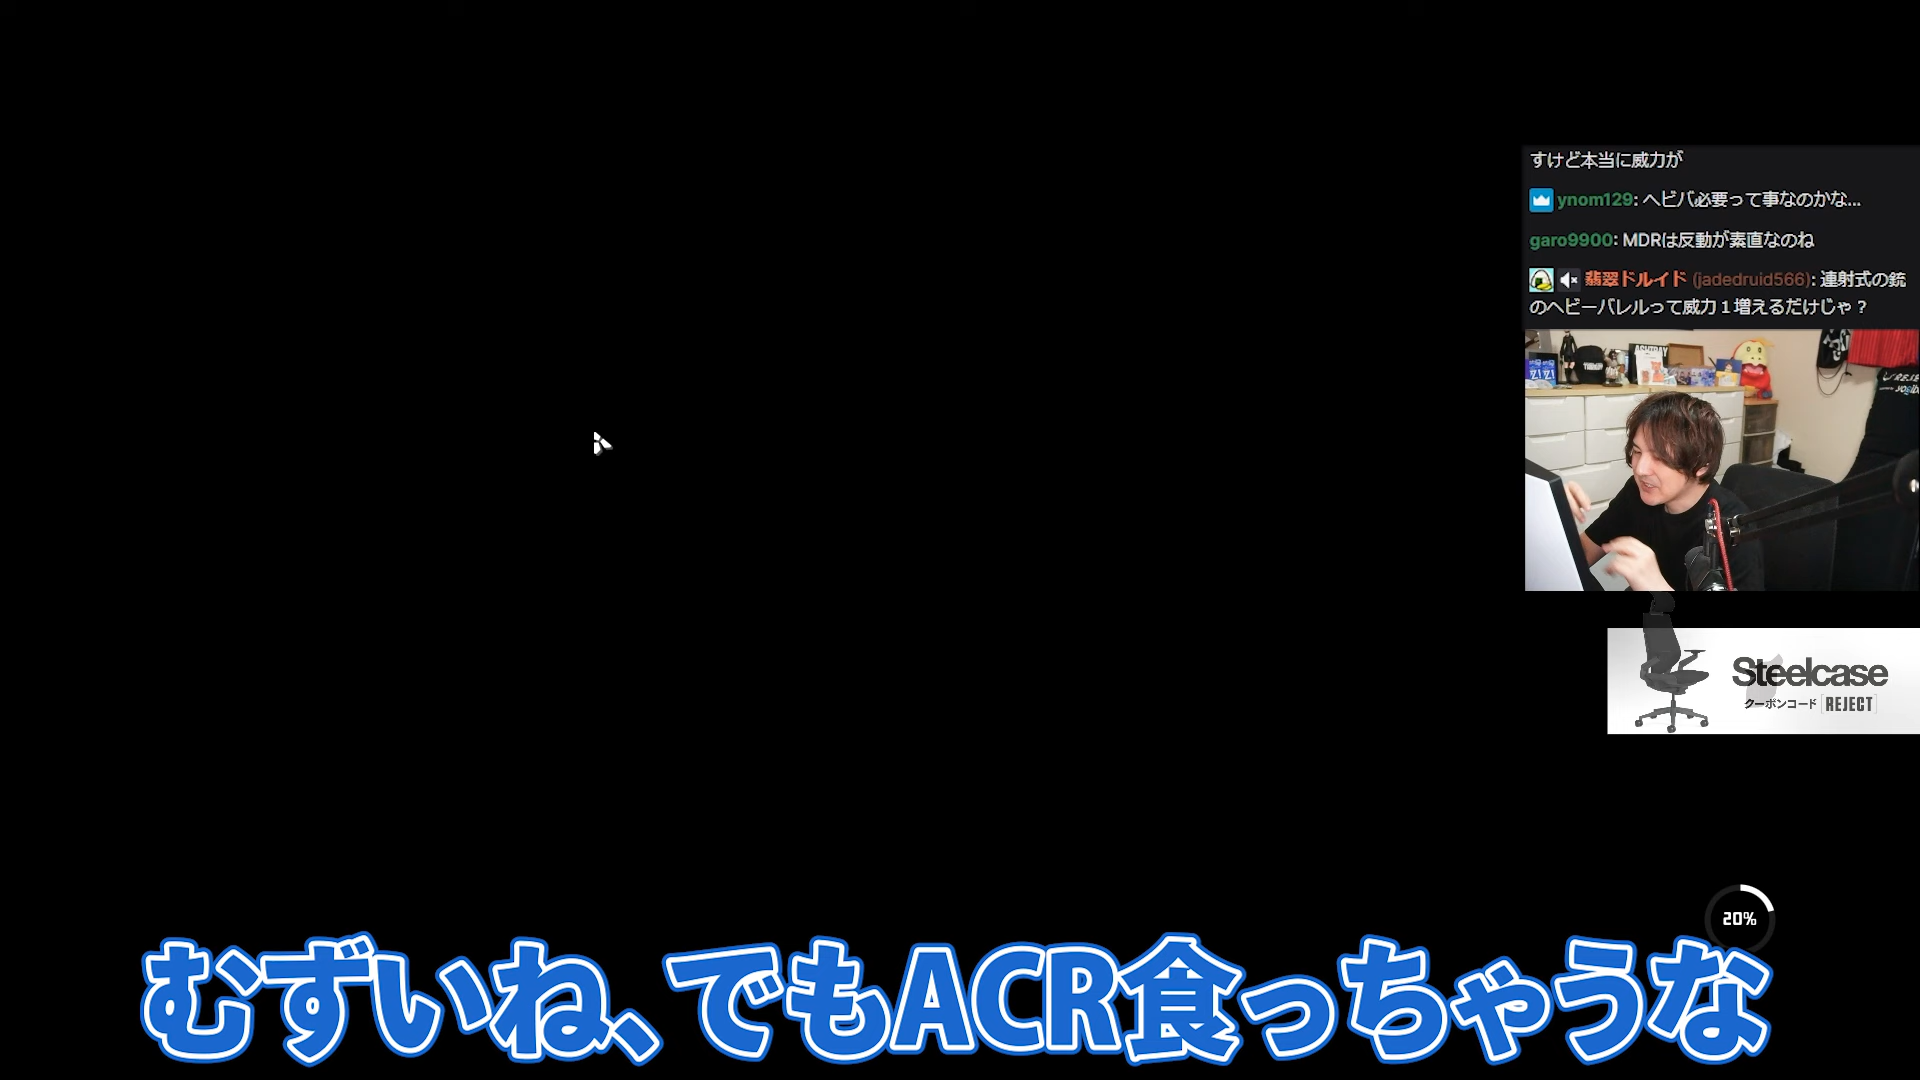 すけど本当に威力が
ynom129: ヘビバ必要って事なのかな...
garo9900: MDRは反動が素直なのね
翡翠ドルイド (jadedruid566): 連射式の銃
のヘビーバレルって威力１増えるだけじゃ？
Steelcase
クーポンコード [REJECT]
20%
むずいね、でもACR食っちゃうな